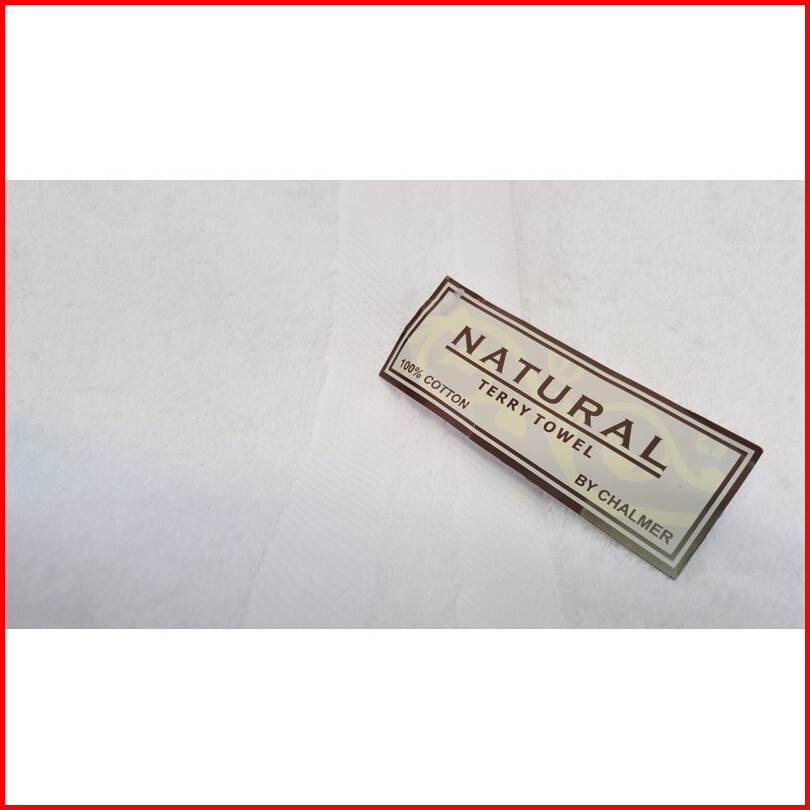 NATURAL
TERRY TOWEL
100% COTTON
BY CHALMER